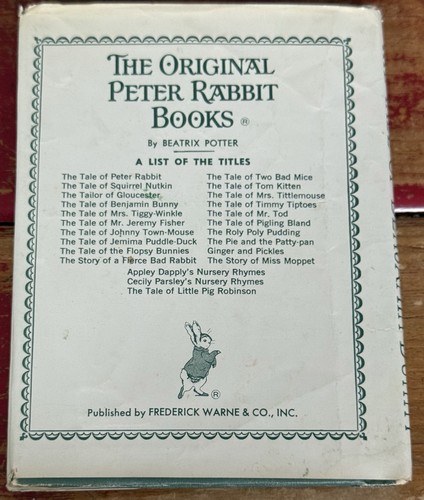 THE ORIGINAL
PETER RABBIT
BOOKS ®
By BEATRIX POTTER
A LIST OF THE TITLES
The Tale of Peter Rabbit
The Tale of Squirrel Nutkin
The Tailor of Gloucester
The Tale of Benjamin Bunny
The Tale of Mrs. Tiggy-Winkle
The Tale of Mr. Jeremy Fisher
The Tale of Johnny Town-Mouse
The Tale of Jemima Puddle-Duck
The Tale of the Flopsy Bunnies
The Story of a Fierce Bad Rabbit
The Tale of Two Bad Mice
The Tale of Tom Kitten
The Tale of Mrs. Tittlemouse
The Tale of Timmy Tiptoes
The Tale of Mr. Tod
The Tale of Pigling Bland
The Roly Poly Pudding
The Pie and the Patty-pan
Ginger and Pickles
The Story of Miss Moppet
Appley Dapply's Nursery Rhymes
Cecily Parsley's Nursery Rhymes
The Tale of Little Pig Robinson
®
Published by FREDERICK WARNE & CO., INC.